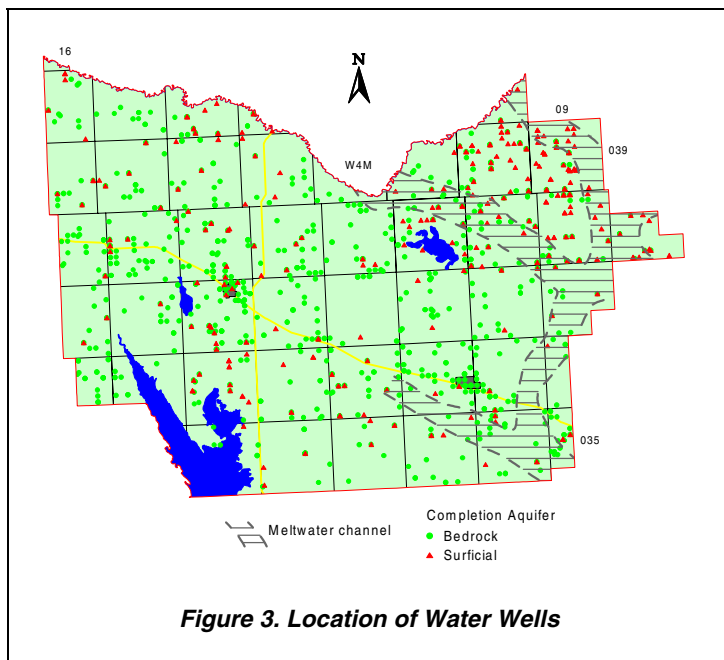 16
N
09
039
W4M
035
Meltwater channel
Completion Aquifer
Bedrock
Surficial
Figure 3. Location of Water Wells